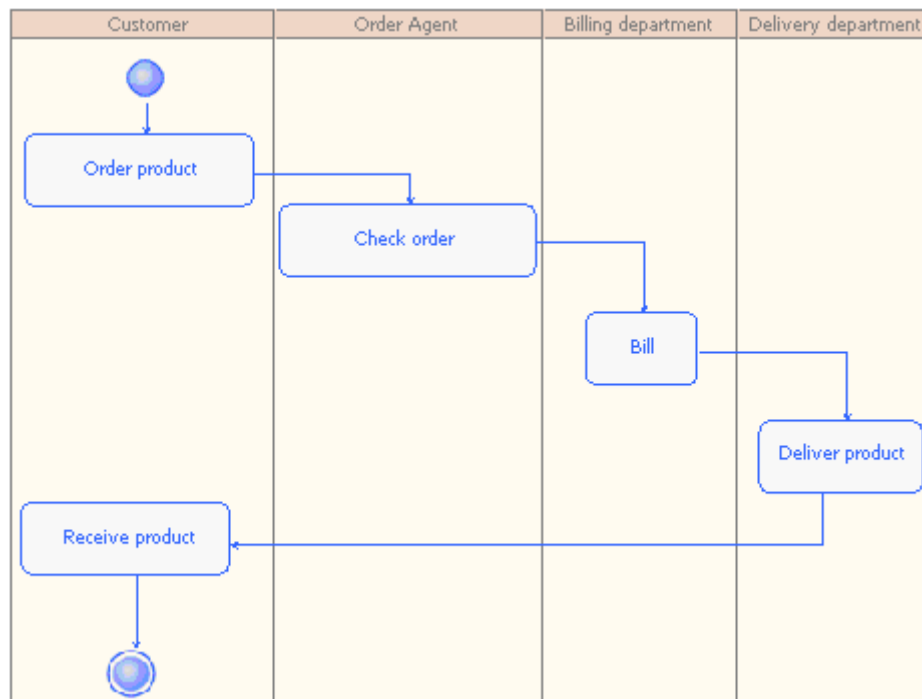 Customer
Order Agent
Billing department
Delivery department
Order product
Check order
Bill
Deliver product
Receive product